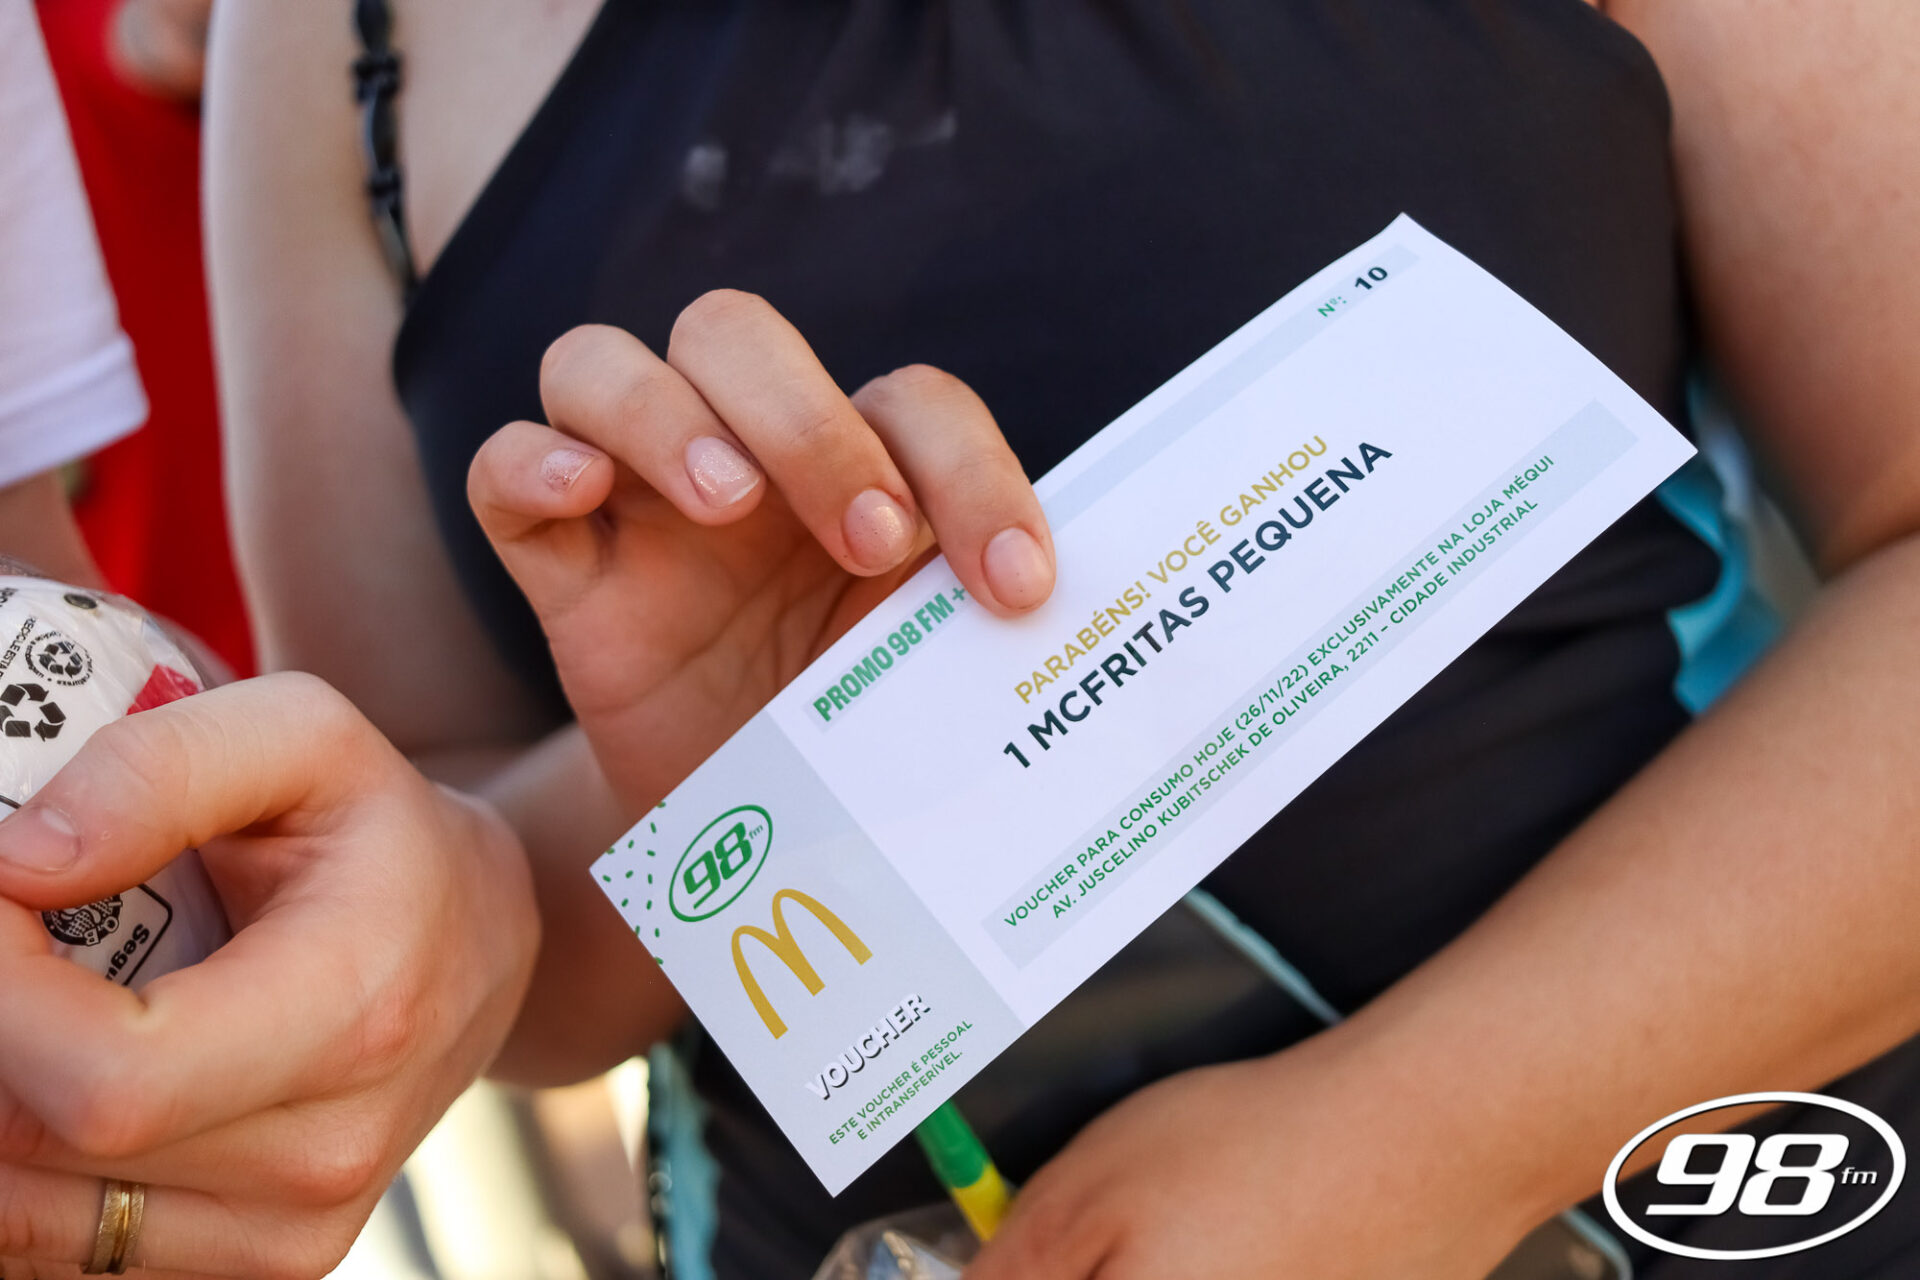 Nº: 10
PROMO 98 FM +
PARABÉNS! VOCÊ GANHOU
1 MCFRITAS PEQUENA
VOUCHER PARA CONSUMO HOJE (26/11/22) EXCLUSIVAMENTE NA LOJA MÉQUI
AV. JUSCELINO KUBITSCHEK DE OLIVEIRA, 2211 - CIDADE INDUSTRIAL
98 fm
VOUCHER
ESTE VOUCHER É PESSOAL
E INTRANSFERÍVEL.
98 fm